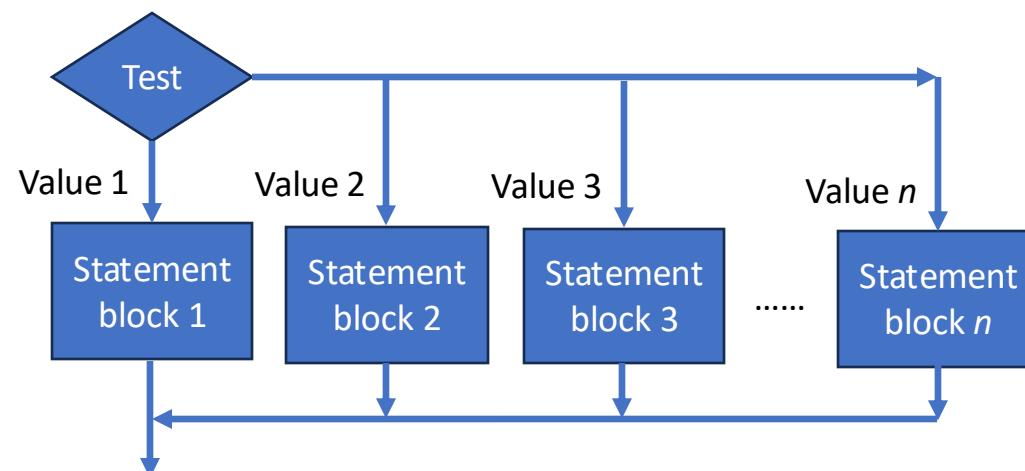 Test
Value 1
Value 2
Value 3
Value n
Statement
block 1
Statement
block 2
Statement
block 3
......
Statement
block n